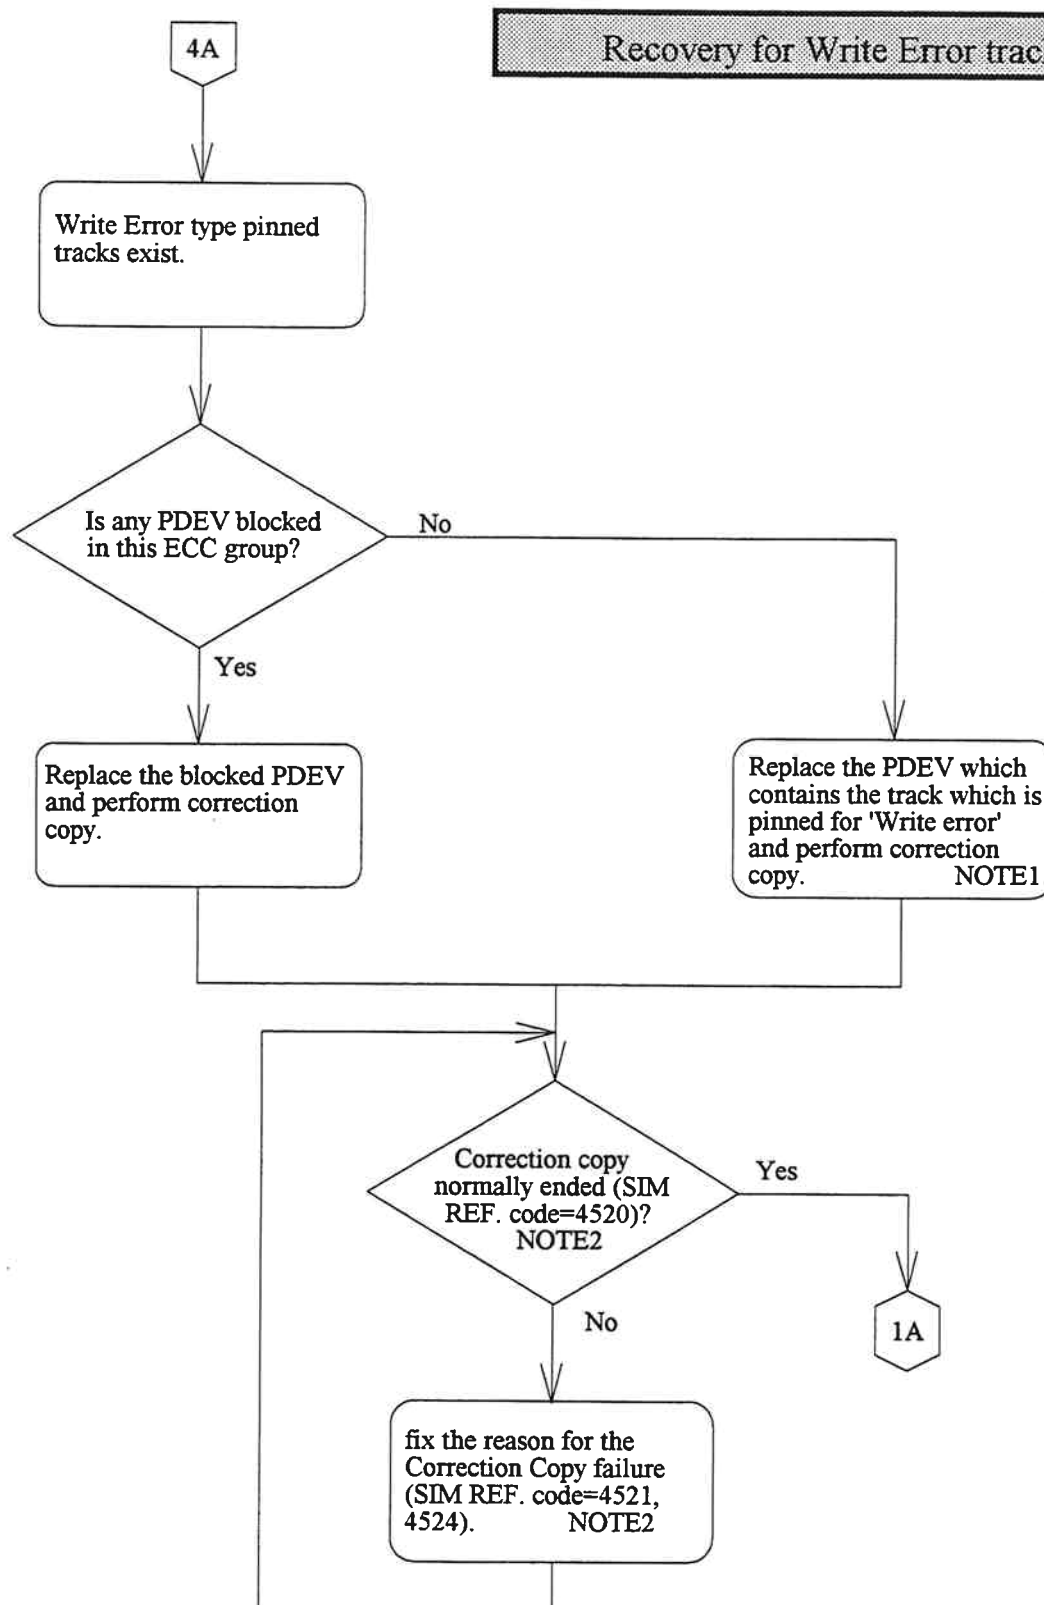 4A
Recovery for Write Error trac
Write Error type pinned
tracks exist.
Is any PDEV blocked
in this ECC group?
No
Yes
Replace the blocked PDEV
and perform correction
copy.
Replace the PDEV which
contains the track which is
pinned for 'Write error'
and perform correction
copy. NOTE1
Correction copy
normally ended (SIM
REF. code=4520)?
NOTE2
Yes
No
1A
fix the reason for the
Correction Copy failure
(SIM REF. code=4521,
4524). NOTE2